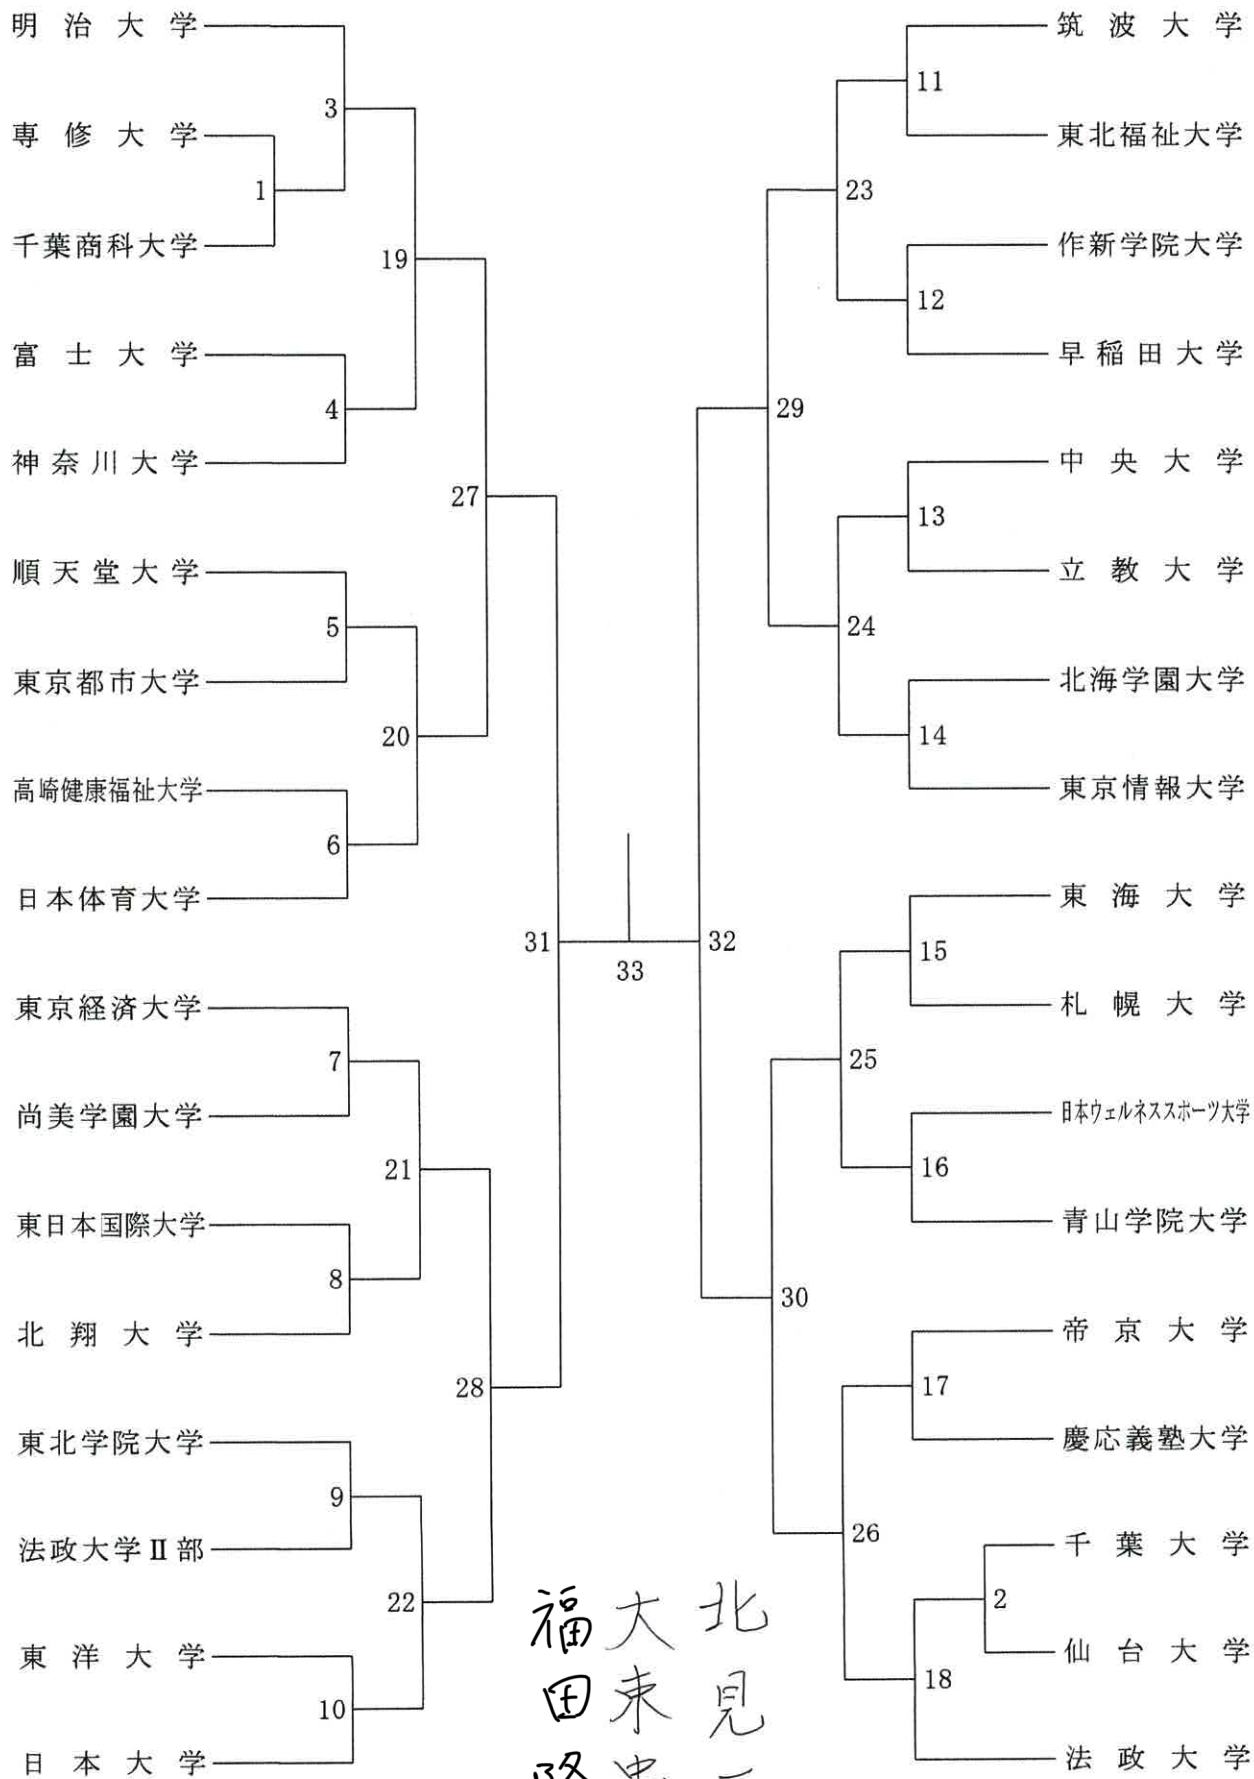 明治大学
専修大学
千葉商科大学
富士大学
神奈川大学
順天堂大学
東京都市大学
高崎健康福祉大学
日本体育大学
東京経済大学
尚美学園大学
東日本国際大学
北翔大学
東北学院大学
法政大学Ⅱ部
東洋大学
日本大学
1
3
4
5
6
7
8
9
10
19
20
21
22
27
28
31
33
32
29
30
23
24
25
26
11
12
13
14
15
16
17
2
18
筑波大学
東北福祉大学
作新学院大学
早稲田大学
中央大学
立教大学
北海学園大学
東京情報大学
東海大学
札幌大学
日本ウェルネススポーツ大学
青山学院大学
帝京大学
慶応義塾大学
千葉大学
仙台大学
法政大学
北見
大東
福田